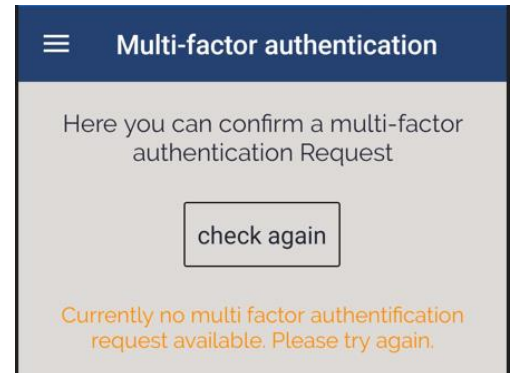 Multi-factor authentication
Here you can confirm a multi-factor
authentication Request
check again
Currently no multi factor authentification
request available. Please try again.